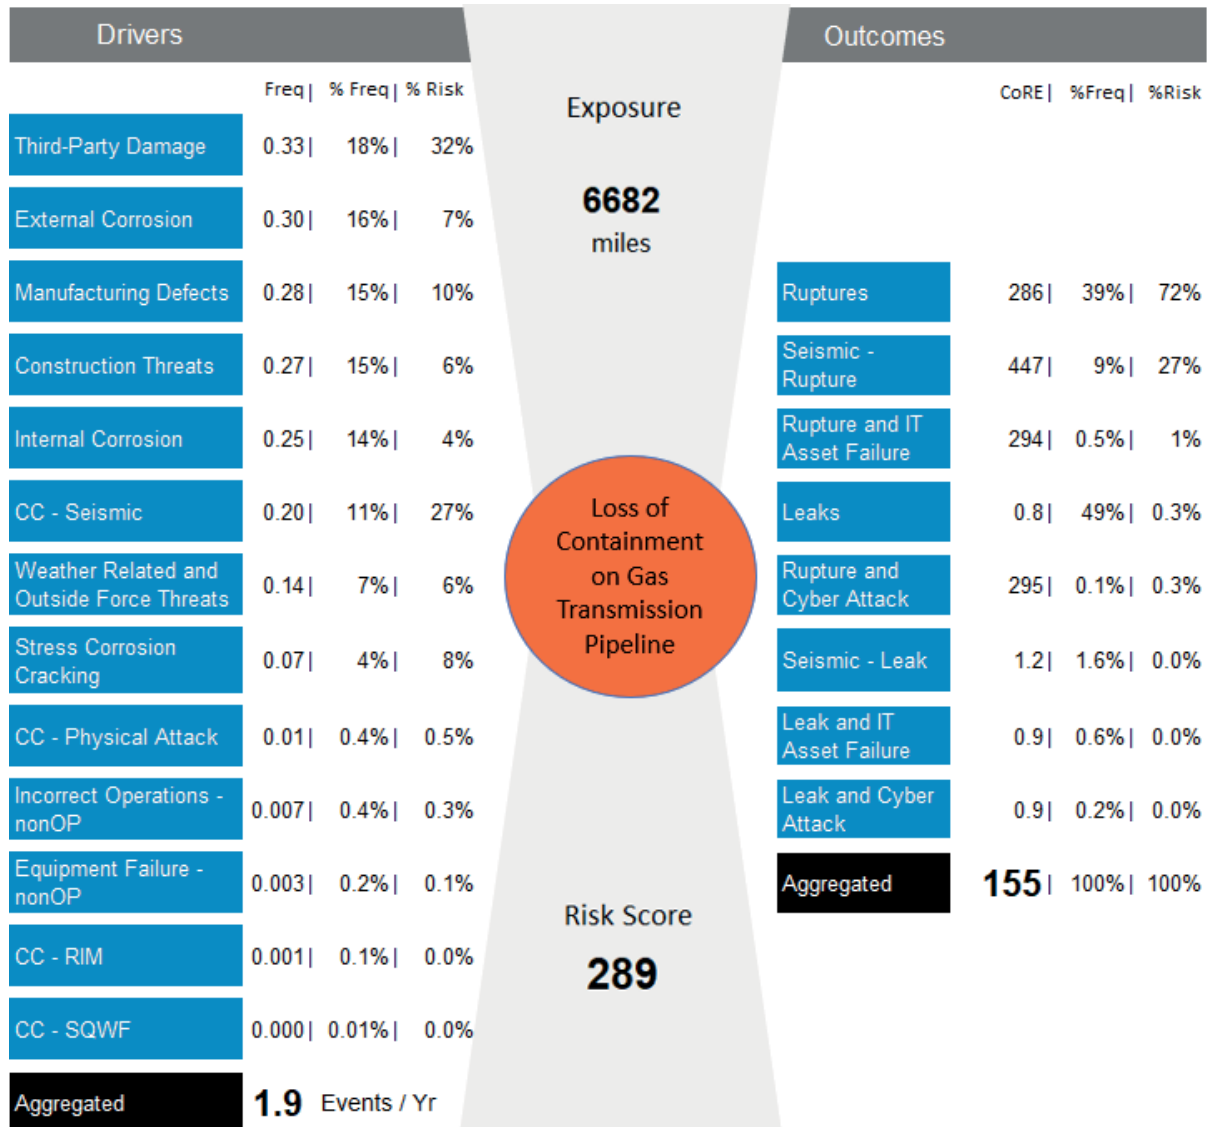 Drivers
Freq| % Freq| % Risk
Third-Party Damage 0.33| 18%| 32%
External Corrosion 0.30| 16%| 7%
Manufacturing Defects 0.28| 15%| 10%
Construction Threats 0.27| 15%| 6%
Internal Corrosion 0.25| 14%| 4%
CC - Seismic 0.20| 11%| 27%
Weather Related and
Outside Force Threats 0.14| 7%| 6%
Stress Corrosion
Cracking 0.07| 4%| 8%
CC - Physical Attack 0.01| 0.4%| 0.5%
Incorrect Operations -
nonOP 0.007| 0.4%| 0.3%
Equipment Failure -
nonOP 0.003| 0.2%| 0.1%
CC - RIM 0.001| 0.1%| 0.0%
CC - SQWF 0.000| 0.01%| 0.0%
Aggregated 1.9 Events / Yr
Exposure
6682
miles
Loss of
Containment
on Gas
Transmission
Pipeline
Risk Score
289
Outcomes
CoRE| %Freq| %Risk
Ruptures 286| 39%| 72%
Seismic -
Rupture 447| 9%| 27%
Rupture and IT
Asset Failure 294| 0.5%| 1%
Leaks 0.8| 49%| 0.3%
Rupture and
Cyber Attack 295| 0.1%| 0.3%
Seismic - Leak 1.2| 1.6%| 0.0%
Leak and IT
Asset Failure 0.9| 0.6%| 0.0%
Leak and Cyber
Attack 0.9| 0.2%| 0.0%
Aggregated 155| 100%| 100%